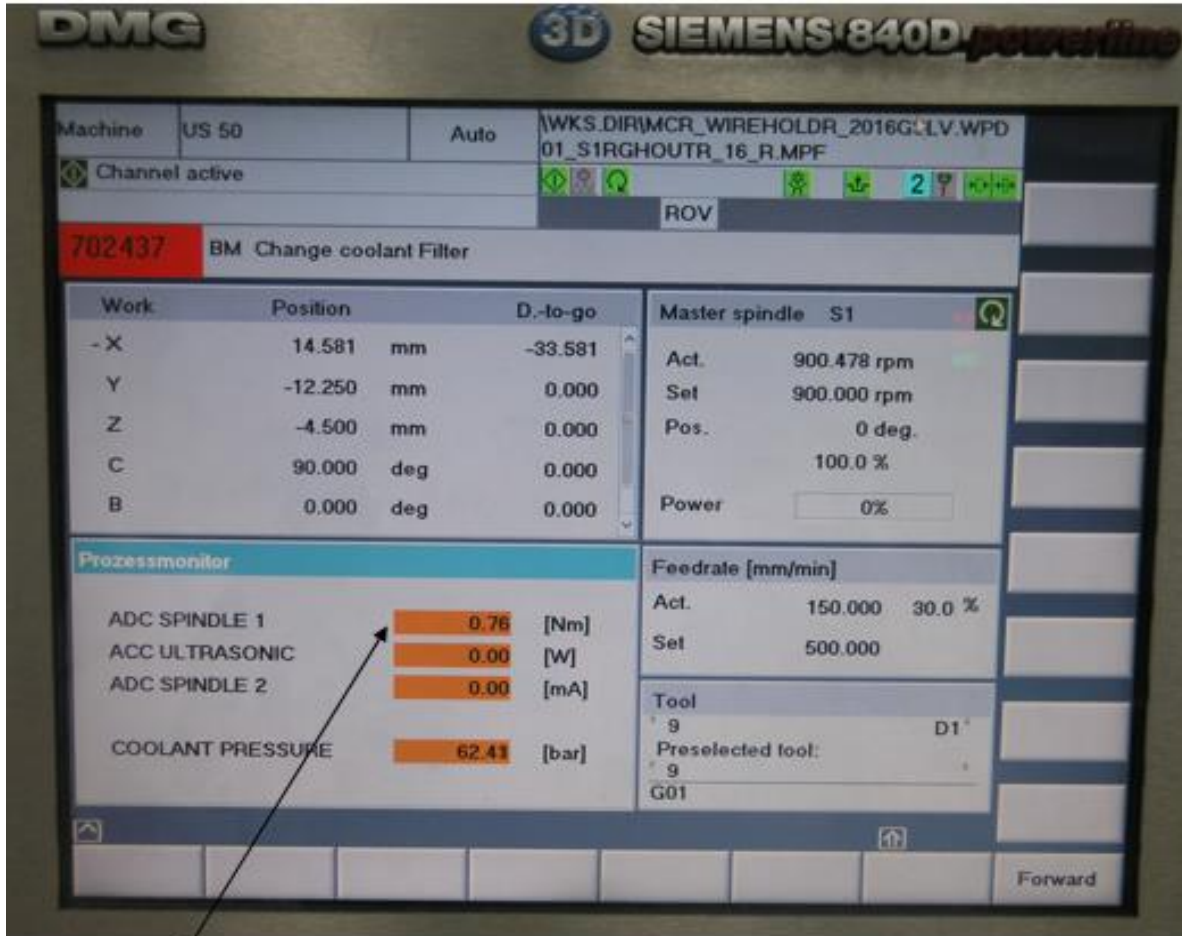 DMG 3D SIEMENS 840D powerline
Machine US 50 Auto \WKS.DIR\MCR_WIREHOLDR_2016G LV.WPD
01_S1RGHOUTR_16_R.MPF
Channel active
2
ROV
702437 BM Change coolant Filter
Work Position D.-to-go
-X 14.581 mm -33.581
Y -12.250 mm 0.000
Z -4.500 mm 0.000
C 90.000 deg 0.000
B 0.000 deg 0.000
Master spindle S1
Act. 900.478 rpm
Set 900.000 rpm
Pos. 0 deg.
100.0 %
Power 0%
Prozessmonitor
ADC SPINDLE 1 0.76 [Nm]
ACC ULTRASONIC 0.00 [W]
ADC SPINDLE 2 0.00 [mA]
COOLANT PRESSURE 62.41 [bar]
Feedrate [mm/min]
Act. 150.000 30.0 %
Set 500.000
Tool
9 D1
Preselected tool:
9
G01
Forward